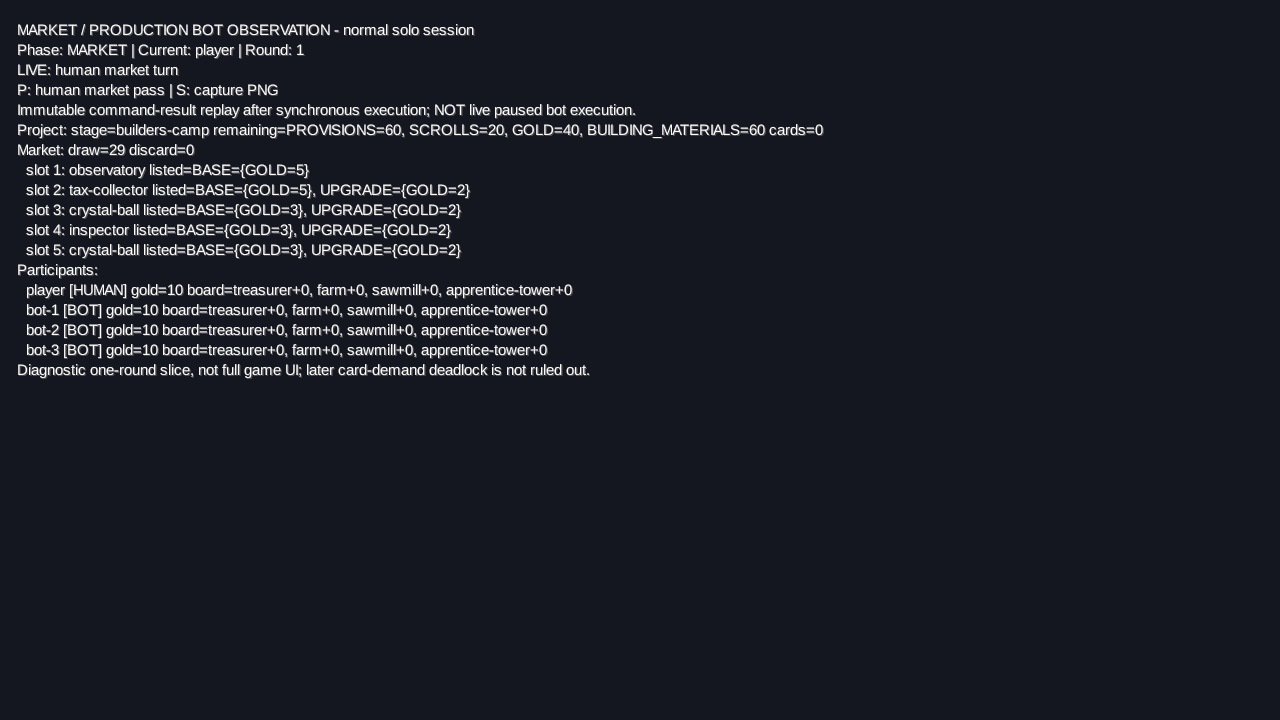 MARKET / PRODUCTION BOT OBSERVATION - normal solo session
Phase: MARKET | Current: player | Round: 1
LIVE: human market turn
P: human market pass | S: capture PNG
Immutable command-result replay after synchronous execution; NOT live paused bot execution.
Project: stage=builders-camp remaining=PROVISIONS=60, SCROLLS=20, GOLD=40, BUILDING_MATERIALS=60 cards=0
Market: draw=29 discard=0
slot 1: observatory listed=BASE={GOLD=5}
slot 2: tax-collector listed=BASE={GOLD=5}, UPGRADE={GOLD=2}
slot 3: crystal-ball listed=BASE={GOLD=3}, UPGRADE={GOLD=2}
slot 4: inspector listed=BASE={GOLD=3}, UPGRADE={GOLD=2}
slot 5: crystal-ball listed=BASE={GOLD=3}, UPGRADE={GOLD=2}
Participants:
player [HUMAN] gold=10 board=treasurer+0, farm+0, sawmill+0, apprentice-tower+0
bot-1 [BOT] gold=10 board=treasurer+0, farm+0, sawmill+0, apprentice-tower+0
bot-2 [BOT] gold=10 board=treasurer+0, farm+0, sawmill+0, apprentice-tower+0
bot-3 [BOT] gold=10 board=treasurer+0, farm+0, sawmill+0, apprentice-tower+0
Diagnostic one-round slice, not full game UI; later card-demand deadlock is not ruled out.